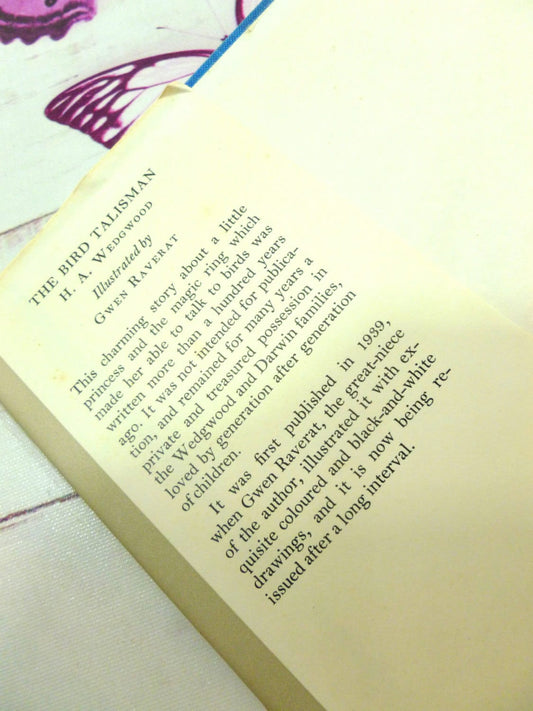 THE BIRD TALISMAN
H. A. WEDGWOOD
Illustrated by
GWEN RAVERAT
This charming story about a little
princess and the magic ring which
made her able to talk to birds was
written more than a hundred years
ago. It was not intended for publica-
tion, and remained for many years a
private and treasured possession in
the Wedgwood and Darwin families,
loved by generation after generation
of children.
It was first published in 1939,
when Gwen Raverat, the great-niece
of the author, illustrated it with ex-
quisite coloured and black-and-white
drawings, and it is now being re-
issued after a long interval.